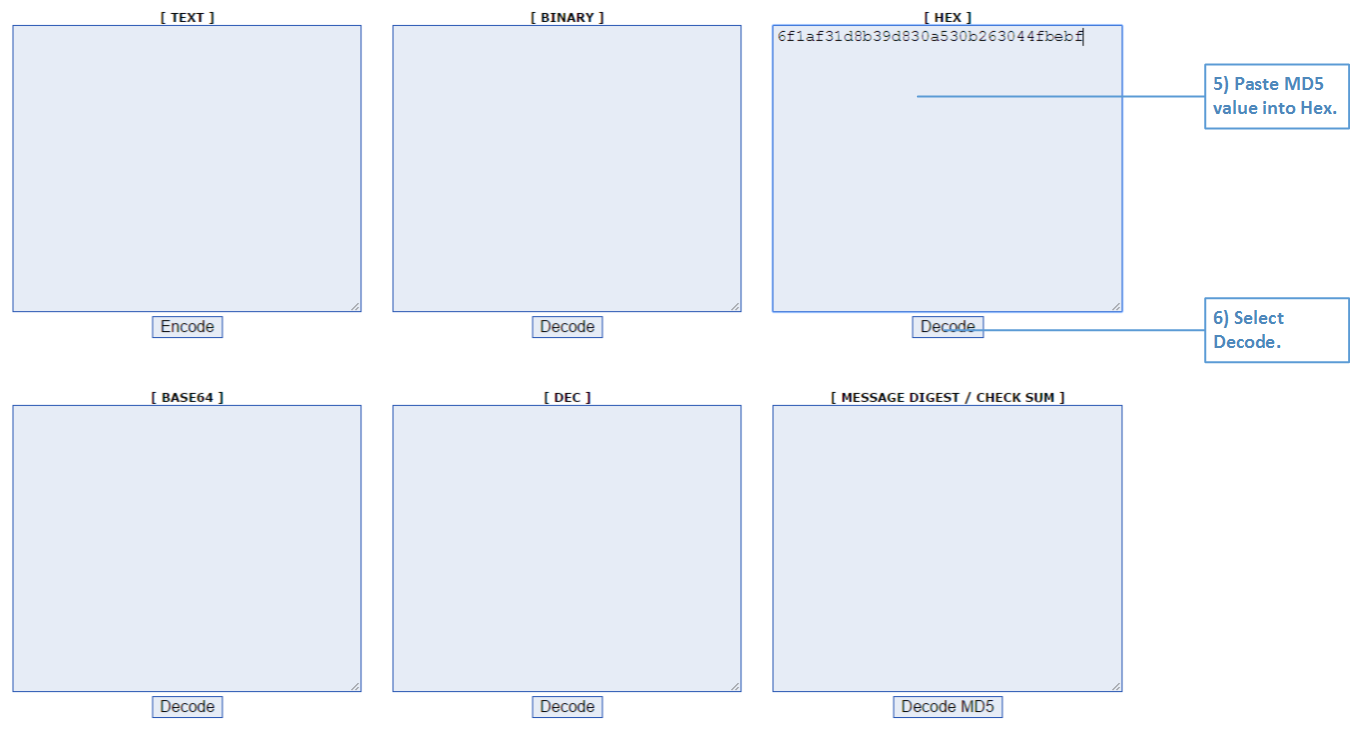 [ TEXT ]
[ BINARY ]
[ HEX ]
6f1af31d8b39d830a530b263044fbebf
5) Paste MD5
value into Hex.
Encode
Decode
Decode
6) Select
Decode.
[ BASE64 ]
[ DEC ]
[ MESSAGE DIGEST / CHECK SUM ]
Decode
Decode
Decode MD5